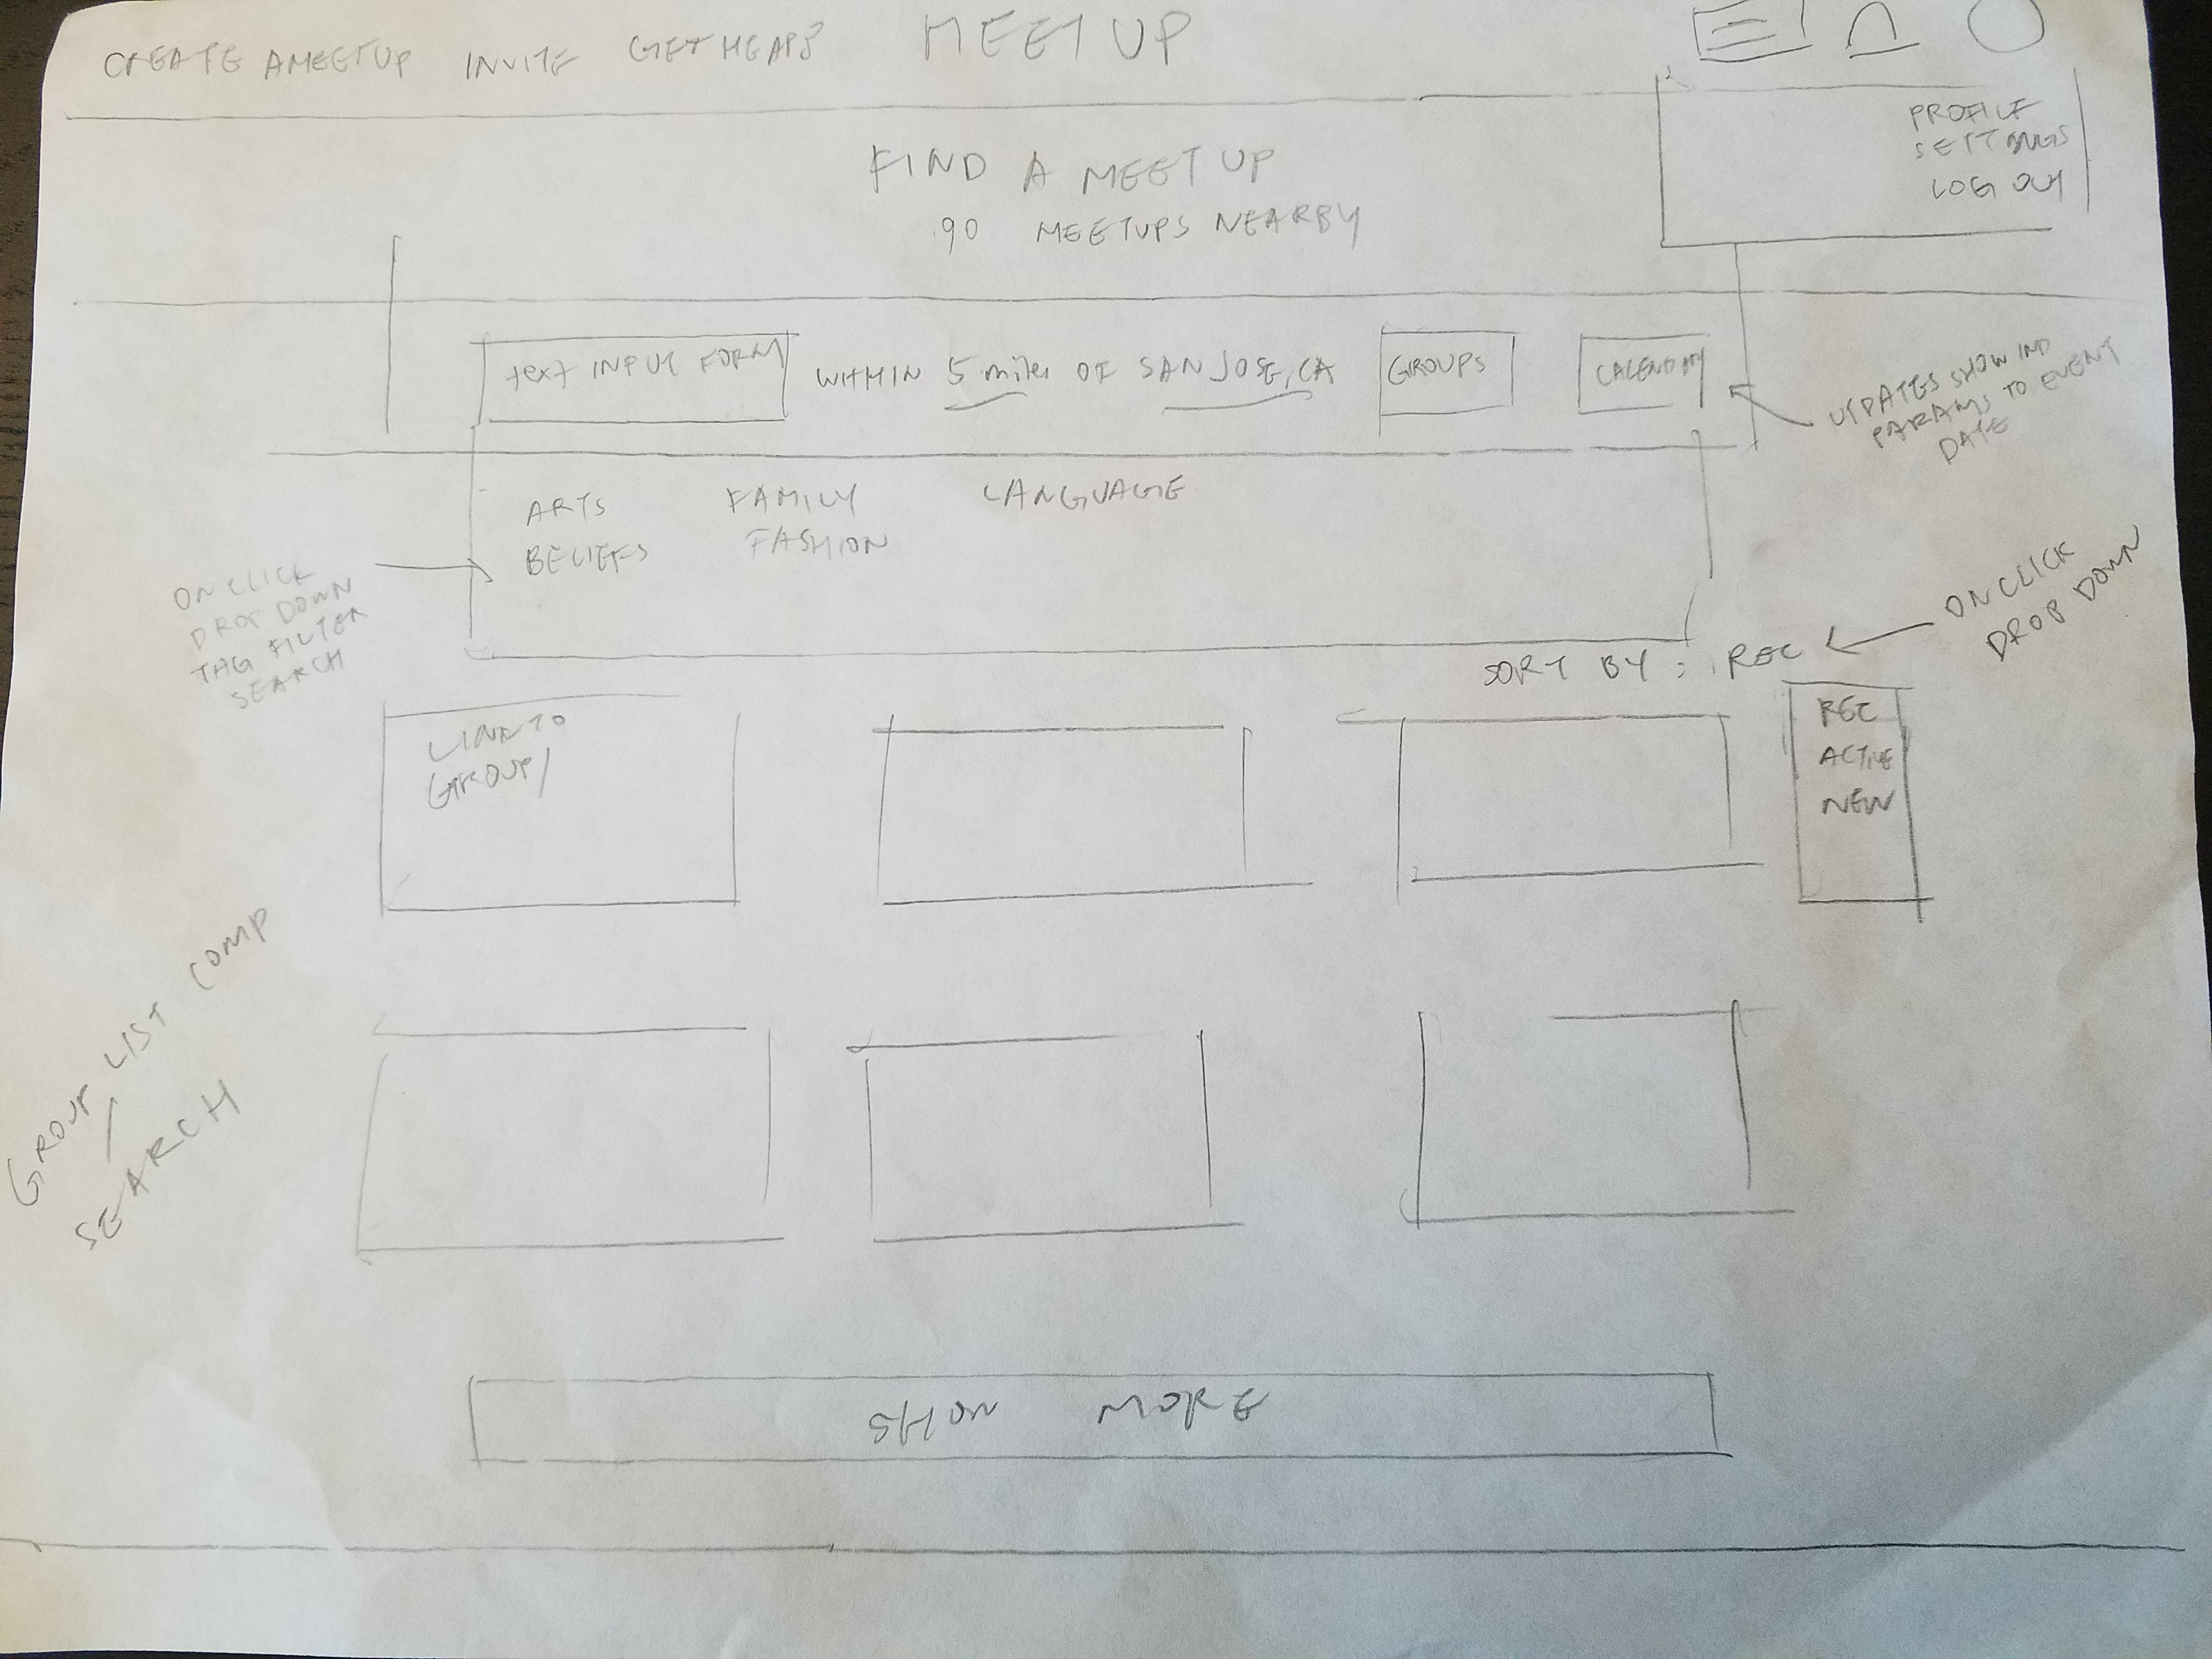 CREATE A MEETUP INVITE GET THE APP MEETUP
PROFILE
SETTINGS
LOG OUT
FIND A MEETUP
90 MEETUPS NEARBY
text INPUT FORM WITHIN 5 miles OF SAN JOSE, CA GROUPS CALENDAR
UPDATES SHOW IND
PARAMS TO EVENT
DATE
ARTS FAMILY LANGUAGE
BELIEFS FASHION
ON CLICK
DROP DOWN
TAG FILTER
SEARCH
ON CLICK
DROP DOWN
SORT BY: REC
REC
ACTIVE
NEW
LINK TO
GROUP/
GROUP LIST COMP
/
SEARCH
SHOW MORE